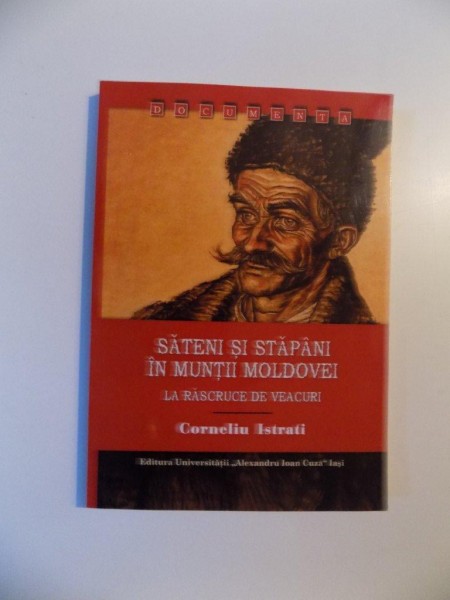 DOCUMENTA
SĂTENI ȘI STĂPÂNI
ÎN MUNȚII MOLDOVEI
LA RĂSCRUCE DE VEACURI
Corneliu Istrati
Editura Universității „Alexandru Ioan Cuza” Iași